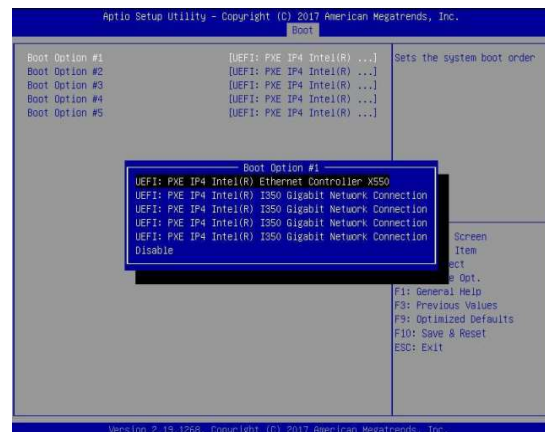 Aptio Setup Utility – Copyright (C) 2017 American Megatrends, Inc.
Boot
Boot Option #1 [UEFI: PXE IP4 Intel(R) ...]
Boot Option #2 [UEFI: PXE IP4 Intel(R) ...]
Boot Option #3 [UEFI: PXE IP4 Intel(R) ...]
Boot Option #4 [UEFI: PXE IP4 Intel(R) ...]
Boot Option #5 [UEFI: PXE IP4 Intel(R) ...]
Sets the system boot order
Boot Option #1
UEFI: PXE IP4 Intel(R) Ethernet Controller X550
UEFI: PXE IP4 Intel(R) I350 Gigabit Network Connection
UEFI: PXE IP4 Intel(R) I350 Gigabit Network Connection
UEFI: PXE IP4 Intel(R) I350 Gigabit Network Connection
UEFI: PXE IP4 Intel(R) I350 Gigabit Network Connection
Disable
Screen
Item
ect
e Opt.
F1: General Help
F3: Previous Values
F9: Optimized Defaults
F10: Save & Reset
ESC: Exit
Version 2.19.1268. Copyright (C) 2017 American Megatrends, Inc.